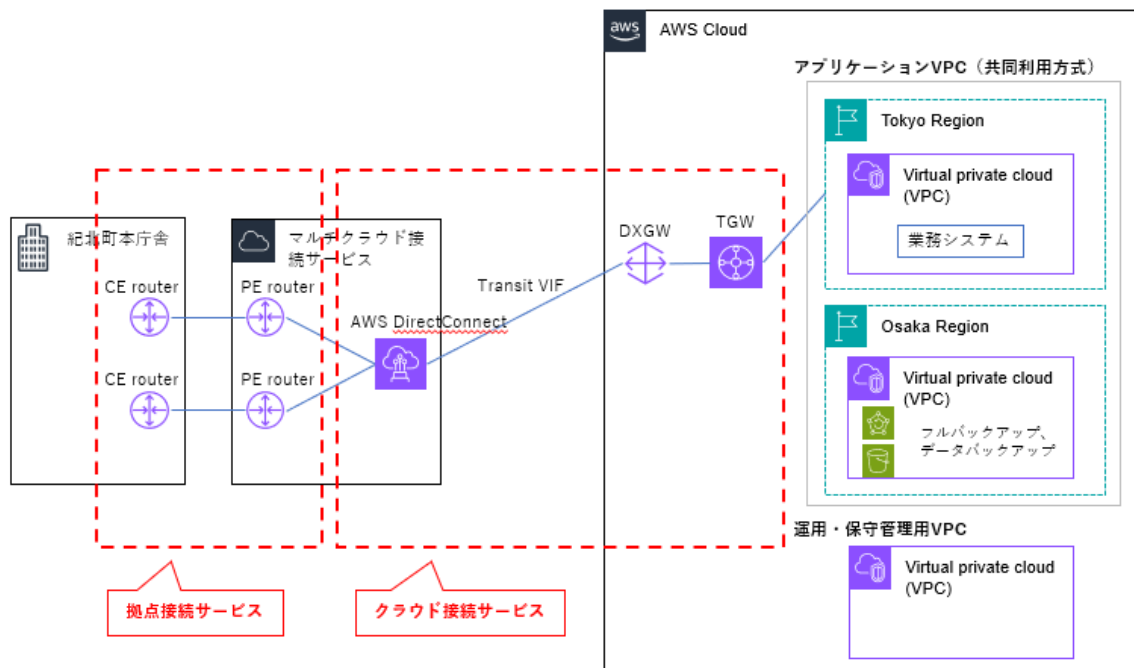 aws
AWS Cloud
アプリケーションVPC（共同利用方式）
Tokyo Region
Virtual private cloud
(VPC)
業務システム
紀北町本庁舎
マルチクラウド接
続サービス
CE router
PE router
DXGW
TGW
Transit VIF
AWS DirectConnect
CE router
PE router
Osaka Region
Virtual private cloud
(VPC)
フルバックアップ、
データバックアップ
運用・保守管理用VPC
Virtual private cloud
(VPC)
拠点接続サービス
クラウド接続サービス